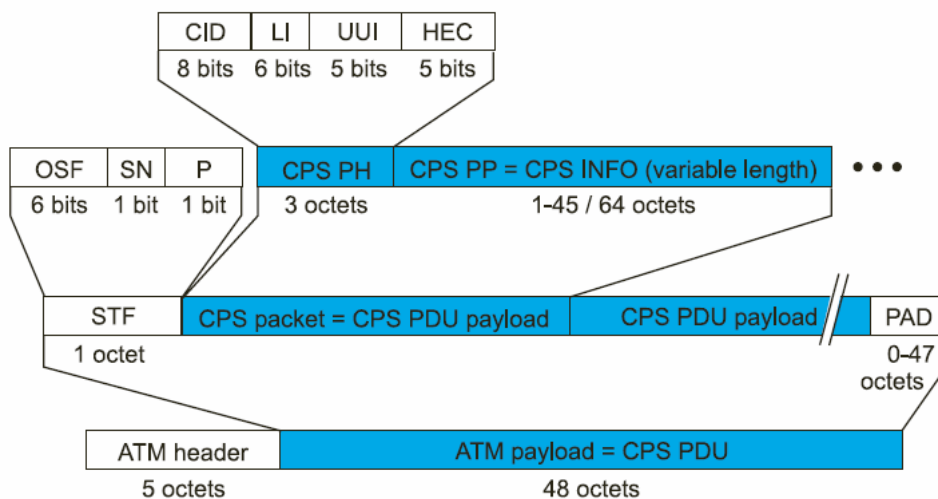 CID LI UUI HEC
8 bits 6 bits 5 bits 5 bits
OSF SN P CPS PH CPS PP = CPS INFO (variable length) •••
6 bits 1 bit 1 bit 3 octets 1-45 / 64 octets
STF CPS packet = CPS PDU payload CPS PDU payload PAD
1 octet 0-47
octets
ATM header ATM payload = CPS PDU
5 octets 48 octets